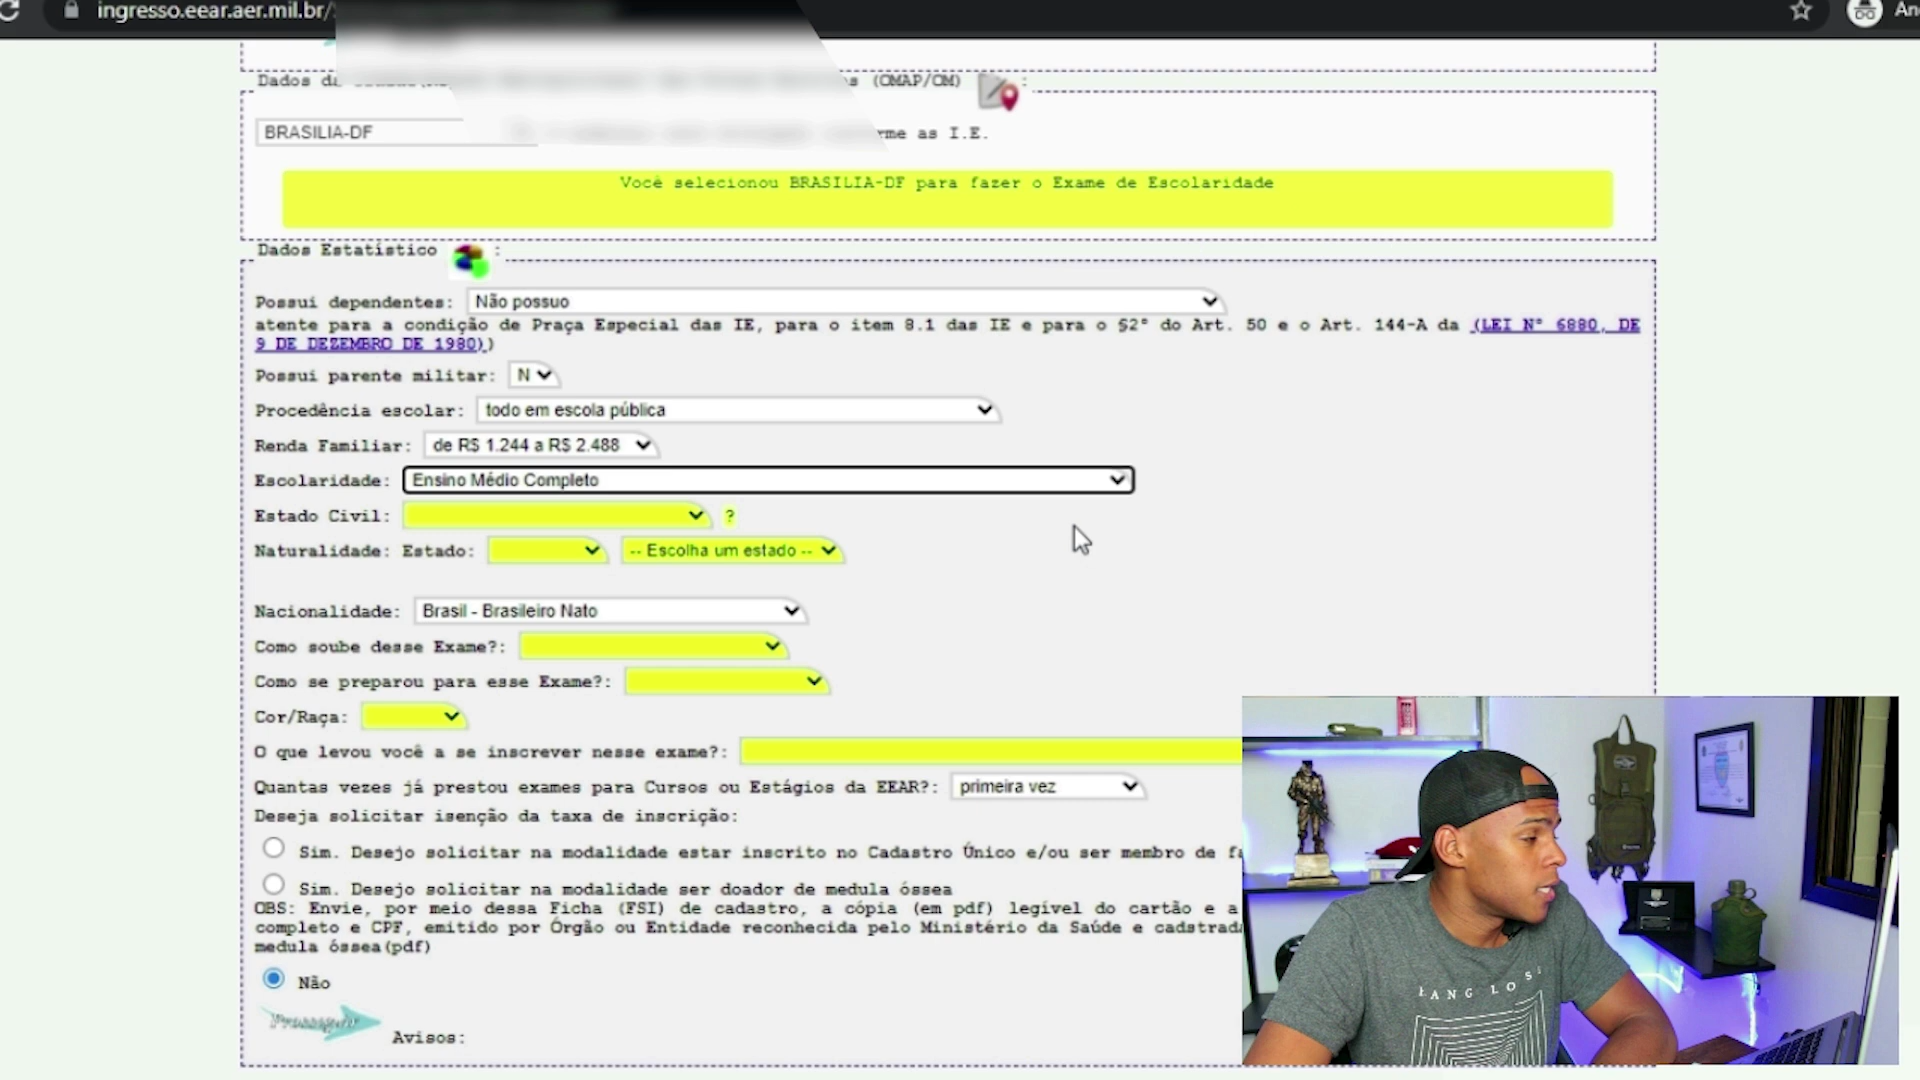 ingresso.eear.aer.mil.br/
An
Dados da (OMAP/OM) :
BRASILIA-DF
rme as I.E.
Você selecionou BRASILIA-DF para fazer o Exame de Escolaridade
Dados Estatístico :
Possui dependentes: Não possuo
atente para a condição de Praça Especial das IE, para o item 8.1 das IE e para o §2° do Art. 50 e o Art. 144-A da (LEI N° 6880, DE
9 DE DEZEMBRO DE 1980))
Possui parente militar: N
Procedência escolar: todo em escola pública
Renda Familiar: de R$ 1.244 a R$ 2.488
Escolaridade: Ensino Médio Completo
Estado Civil: ?
Naturalidade: Estado: -- Escolha um estado --
Nacionalidade: Brasil - Brasileiro Nato
Como soube desse Exame?:
Como se preparou para esse Exame?:
Cor/Raça:
O que levou você a se inscrever nesse exame?:
Quantas vezes já prestou exames para Cursos ou Estágios da EEAR?: primeira vez
Deseja solicitar isenção da taxa de inscrição:
Sim. Desejo solicitar na modalidade estar inscrito no Cadastro Único e/ou ser membro de fa
Sim. Desejo solicitar na modalidade ser doador de medula óssea
OBS: Envie, por meio dessa Ficha (FSI) de cadastro, a cópia (em pdf) legível do cartão e a
completo e CPF, emitido por Órgão ou Entidade reconhecida pelo Ministério da Saúde e cadstrad
medula óssea(pdf)
Não
Prosseguir
Avisos:
LANG LOS